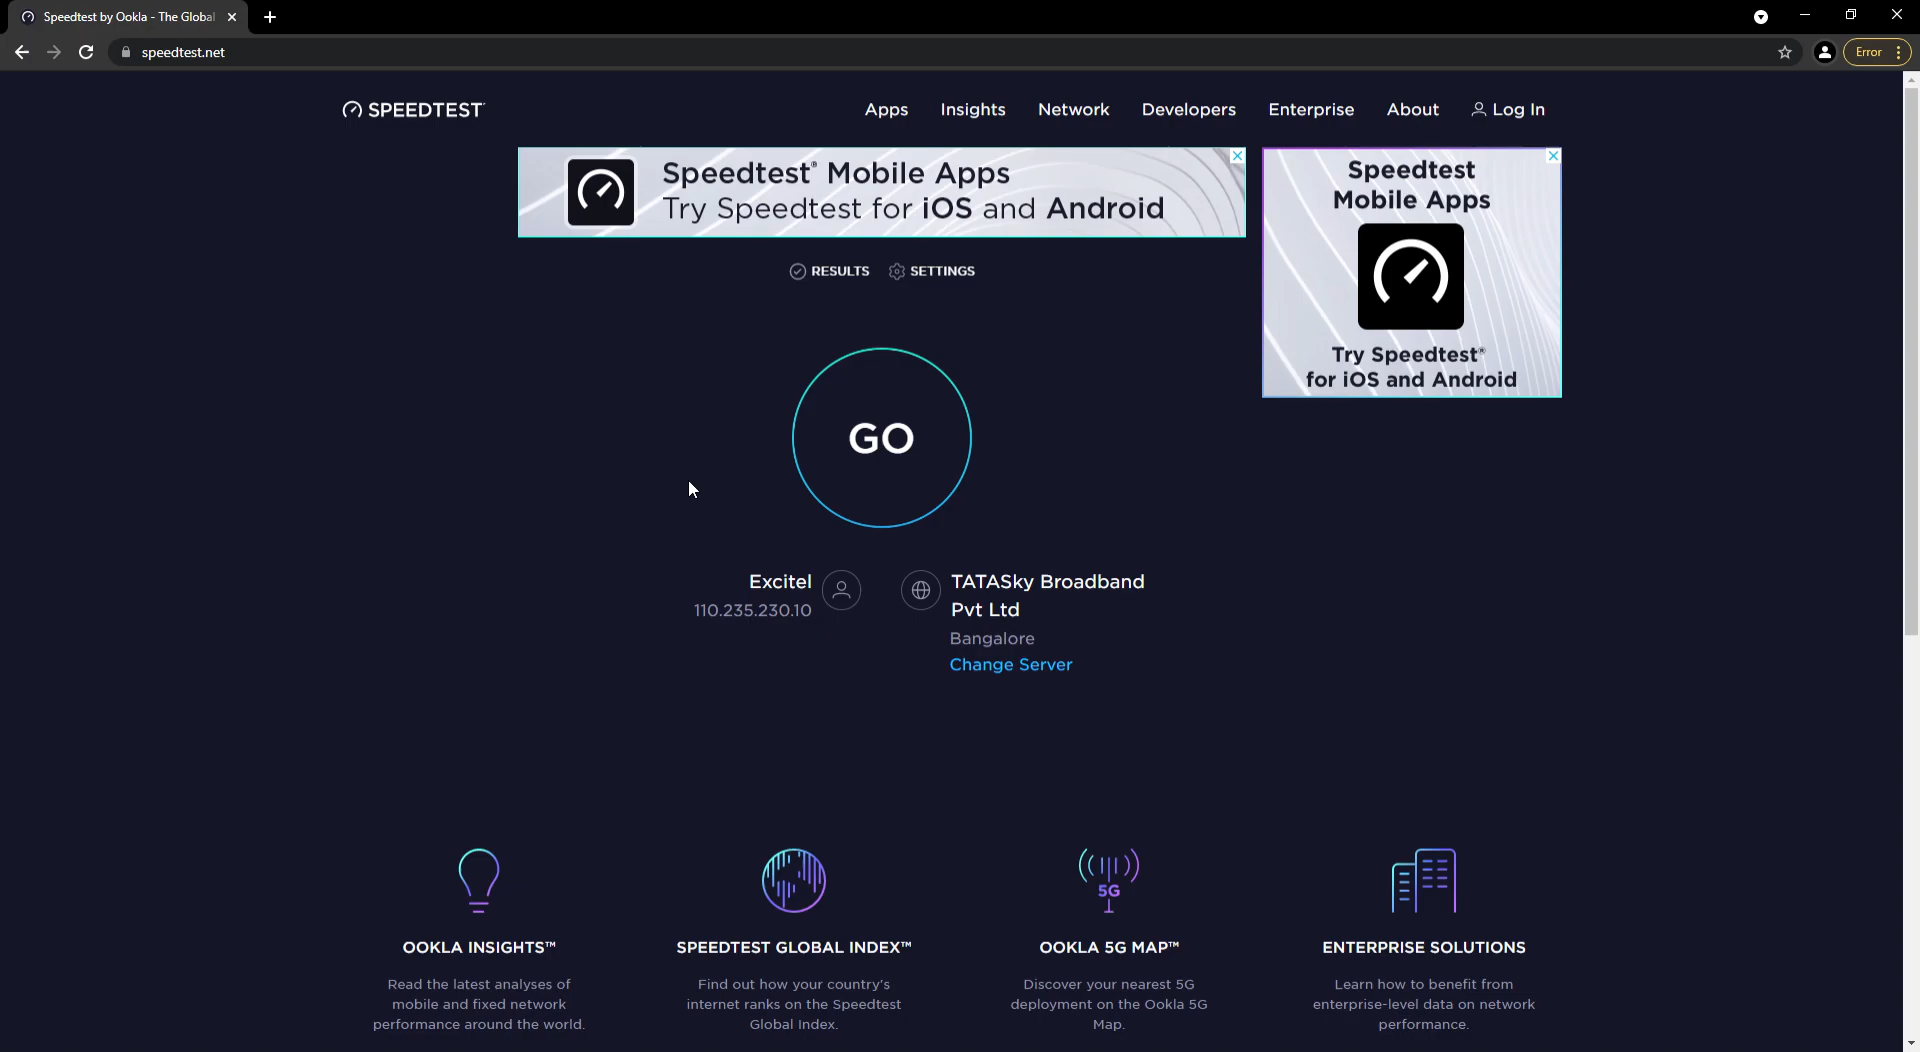 Speedtest by Ookla - The Global
speedtest.net
Error
SPEEDTEST
Apps Insights Network Developers Enterprise About Log In
Speedtest® Mobile Apps
Try Speedtest for iOS and Android
Speedtest
Mobile Apps
Try Speedtest®
for iOS and Android
RESULTS SETTINGS
GO
Excitel
110.235.230.10
TATASky Broadband
Pvt Ltd
Bangalore
Change Server
OOKLA INSIGHTS™
Read the latest analyses of
mobile and fixed network
performance around the world.
SPEEDTEST GLOBAL INDEX™
Find out how your country's
internet ranks on the Speedtest
Global Index.
5G
OOKLA 5G MAP™
Discover your nearest 5G
deployment on the Ookla 5G
Map.
ENTERPRISE SOLUTIONS
Learn how to benefit from
enterprise-level data on network
performance.